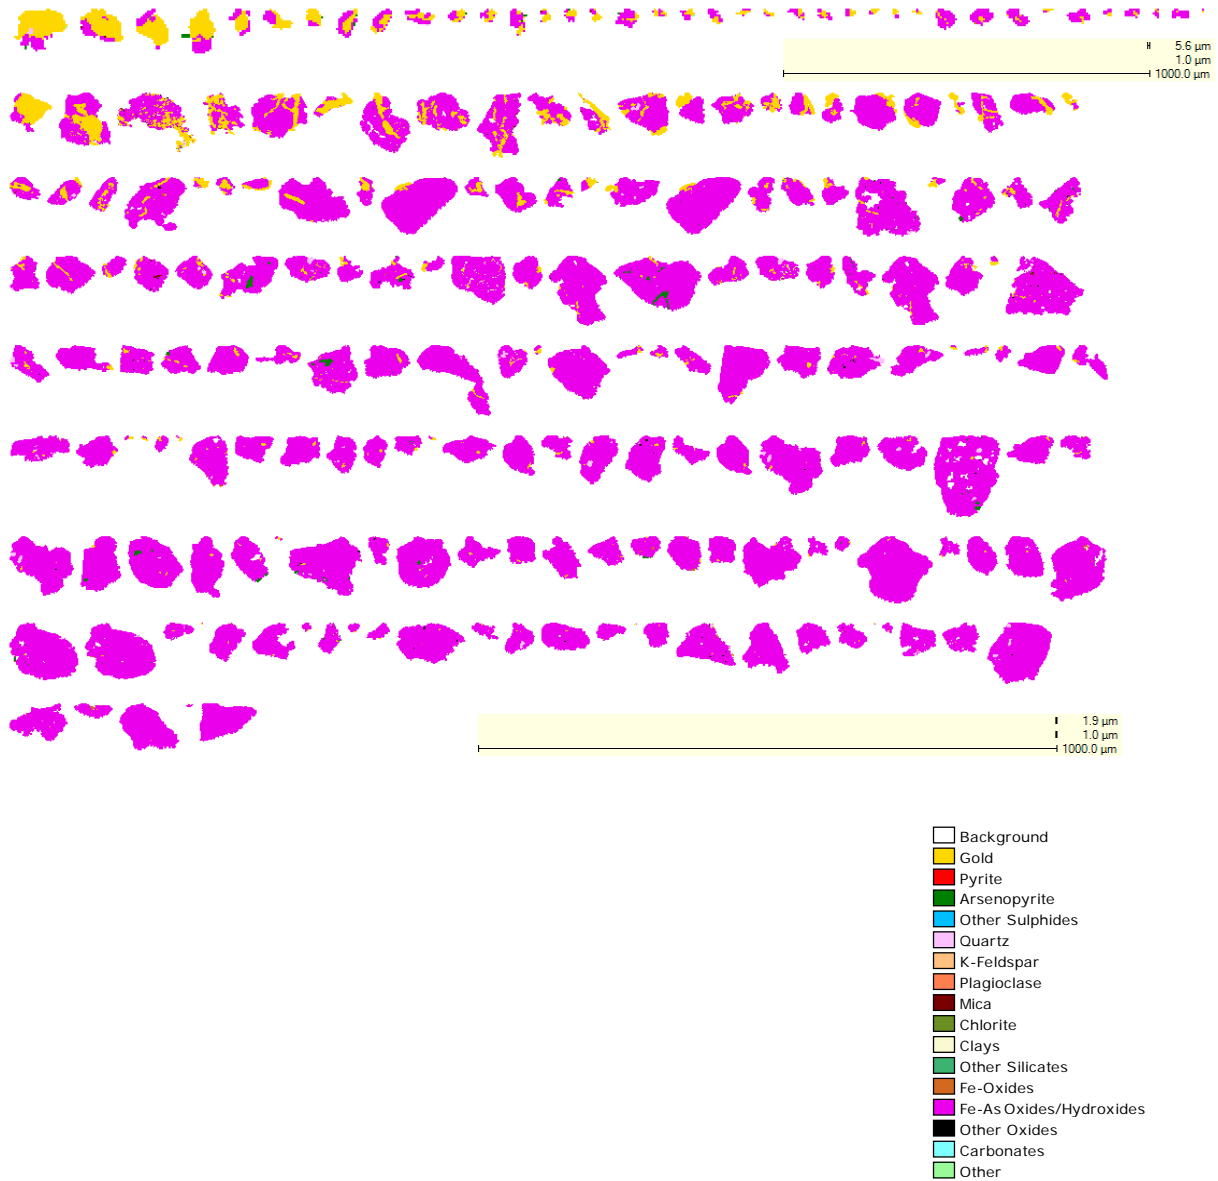 5.6 µm
1.0 µm
1000.0 µm
1.9 µm
1.0 µm
1000.0 µm
Background
Gold
Pyrite
Arsenopyrite
Other Sulphides
Quartz
K-Feldspar
Plagioclase
Mica
Chlorite
Clays
Other Silicates
Fe-Oxides
Fe-As Oxides/Hydroxides
Other Oxides
Carbonates
Other